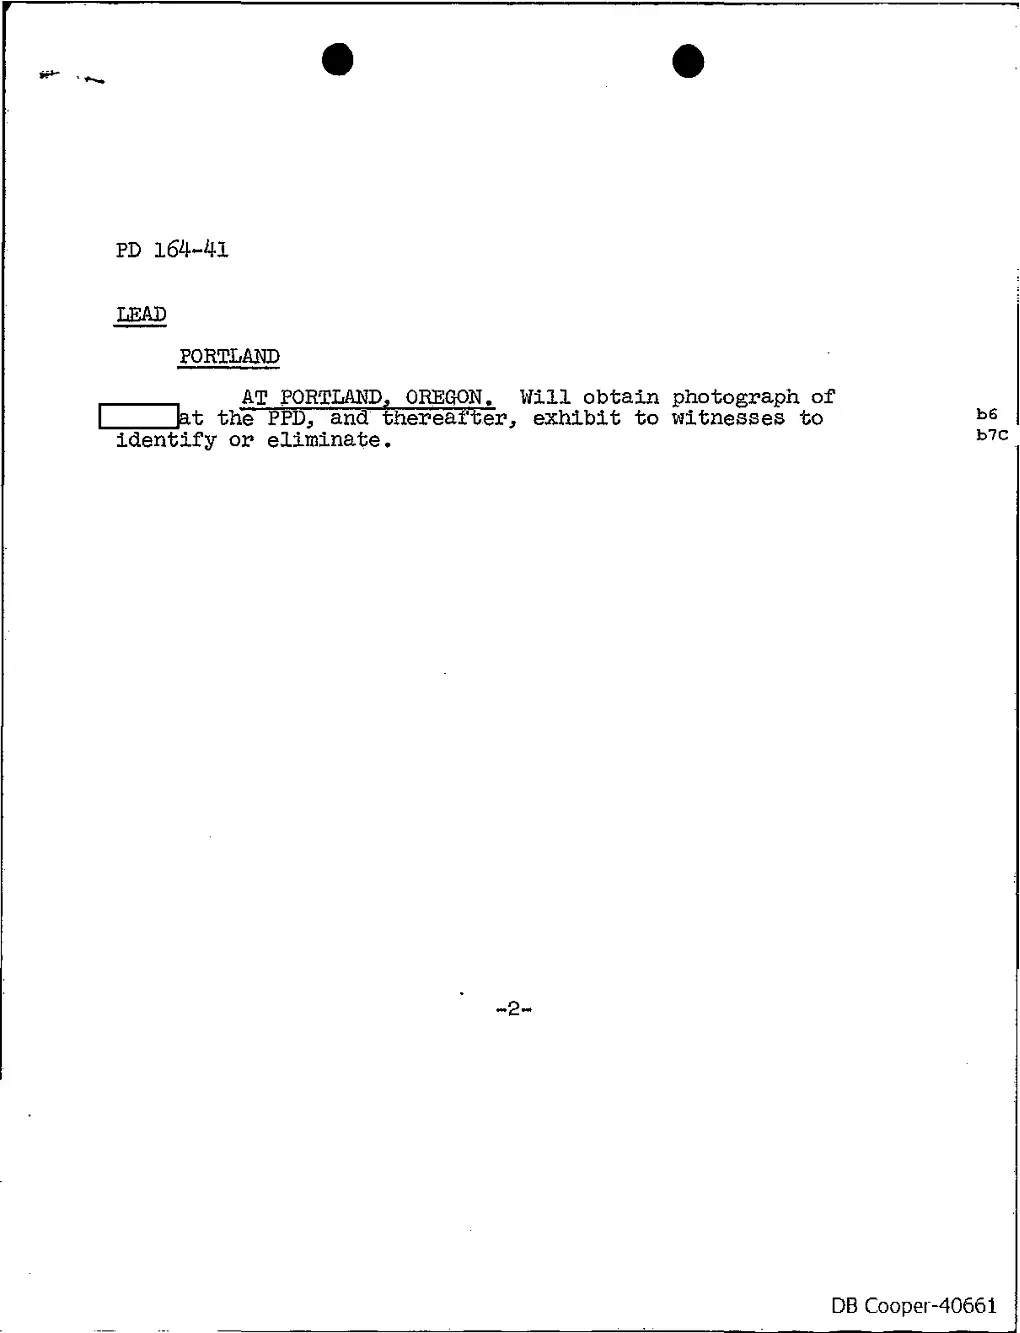 PD 164-41
LEAD
PORTLAND
AT PORTLAND, OREGON. Will obtain photograph of
at the PPD, and thereafter, exhibit to witnesses to
identify or eliminate.
b6
b7C
-2-
DB Cooper-40661